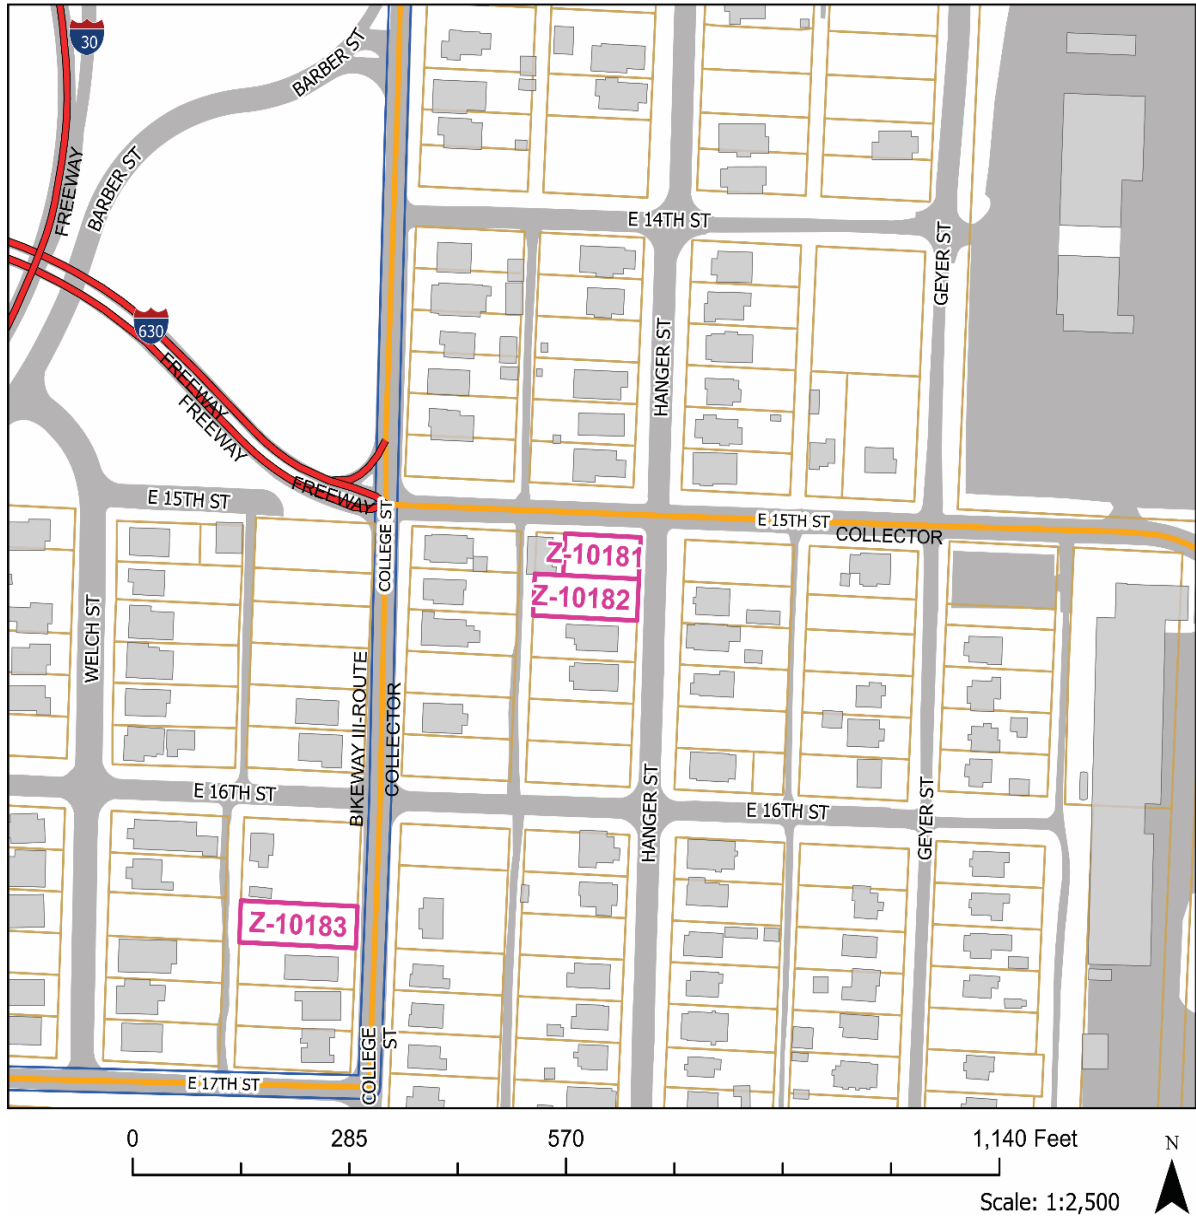 30
BARBER ST
BARBER ST
FREEWAY
E 14TH ST
GEYER ST
630
FREEWAY
FREEWAY
HANGER ST
FREEWAY
E 15TH ST
COLLEGE ST
E 15TH ST
COLLECTOR
Z-10181
Z-10182
WELCH ST
BIKEWAY III-ROUTE
COLLECTOR
E 16TH ST
HANGER ST
E 16TH ST
GEYER ST
Z-10183
COLLEGE
ST
E 17TH ST
0 285 570 1,140 Feet
N
Scale: 1:2,500